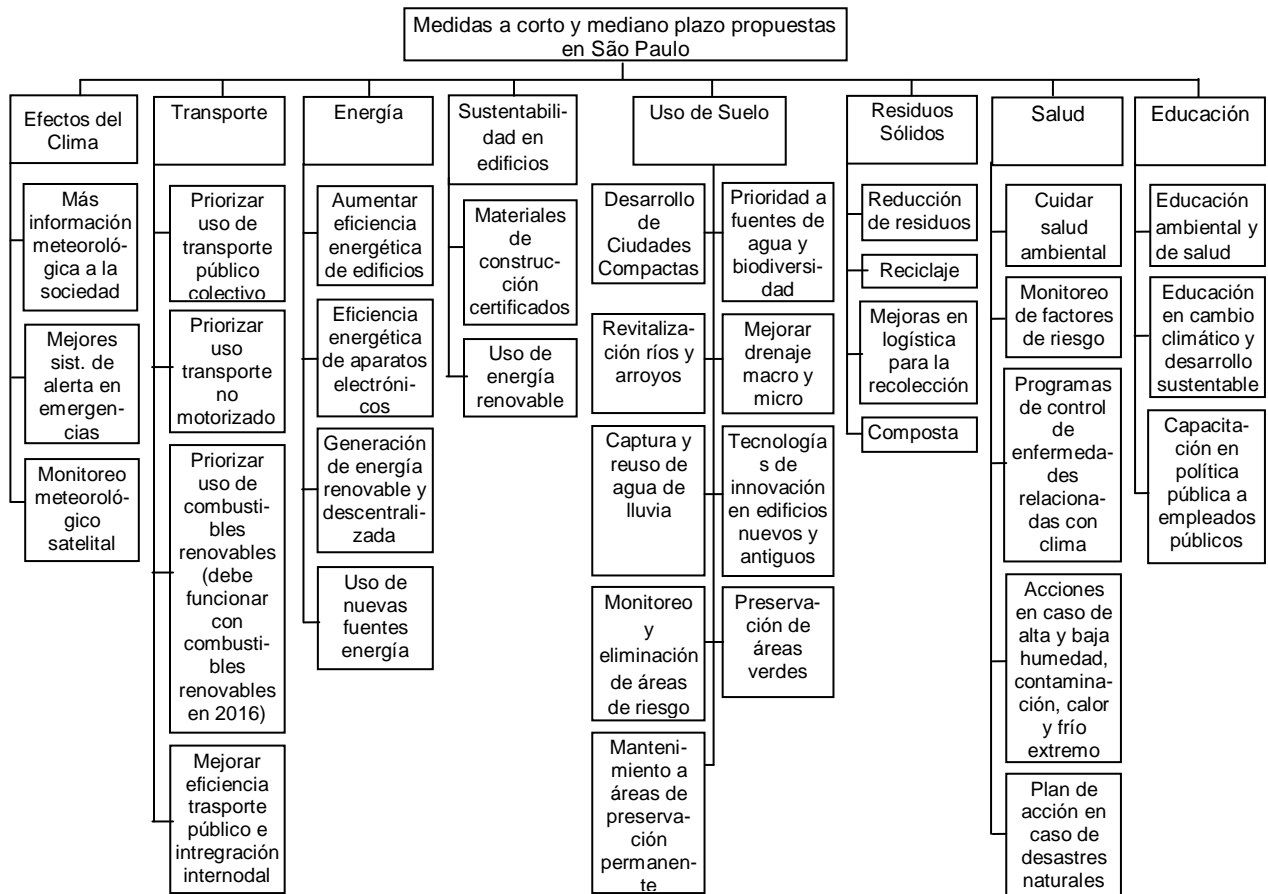 Medidas a corto y mediano plazo propuestas
en São Paulo
Efectos del
Clima
Más
información
meteoroló-
gica a la
sociedad
Mejores
sist. de
alerta en
emergen-
cias
Monitoreo
meteoroló-
gico
satelital
Transporte
Priorizar
uso de
transporte
público
colectivo
Priorizar
uso
transporte
no
motorizado
Priorizar
uso de
combusti-
bles
renovables
(debe
funcionar
con
combusti-
bles
renovables
en 2016)
Mejorar
eficiencia
trasporte
público e
intregración
internodal
Energía
Aumentar
eficiencia
energética
de edificios
Eficiencia
energética
de aparatos
electróni-
cos
Generación
de energía
renovable y
descentrali-
zada
Uso de
nuevas
fuentes
energía
Sustentabili-
dad en
edificios
Materiales
de
construcción
certificados
Uso de
energía
renovable
Uso de Suelo
Desarrollo
de
Ciudades
Compactas
Prioridad a
fuentes de
agua y
biodiversi-
dad
Revitaliza-
ción ríos y
arroyos
Mejorar
drenaje
macro y
micro
Captura y
reuso de
agua de
lluvia
Tecnología
s de
innovación
en edificios
nuevos y
antiguos
Monitoreo
y
eliminación
de áreas
de riesgo
Preserva-
ción de
áreas
verdes
Manteni-
miento a
áreas de
preserva-
ción
permanen-
te
Residuos
Sólidos
Reducción
de residuos
Reciclaje
Mejoras en
logística
para la
recolección
Composta
Salud
Cuidar
salud
ambiental
Monitoreo
de factores
de riesgo
Programas
de control
de
enfermeda-
des
relaciona-
das con
clima
Acciones
en caso de
alta y baja
humedad,
contamina-
ción, calor
y frío
extremo
Plan de
acción en
caso de
desastres
naturales
Educación
Educación
ambiental y
de salud
Educación
en cambio
climático y
desarrollo
sustentable
Capacita-
ción en
política
pública a
empleados
públicos